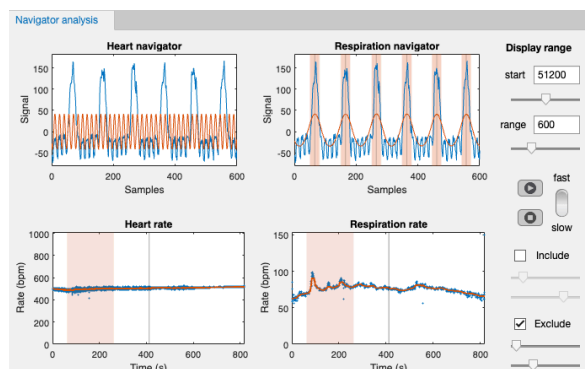 Navigator analysis
Heart navigator
Signal
150
100
50
0
-50
0
200
400
600
Samples
Respiration navigator
Signal
150
100
50
0
-50
0
200
400
600
Samples
Display range
start
51200
range
600
fast
slow
Heart rate
Rate (bpm)
1000
800
600
400
200
0
0
200
400
600
800
Time (s)
Respiration rate
Rate (bpm)
150
100
50
0
0
200
400
600
800
Time (s)
Include
Exclude